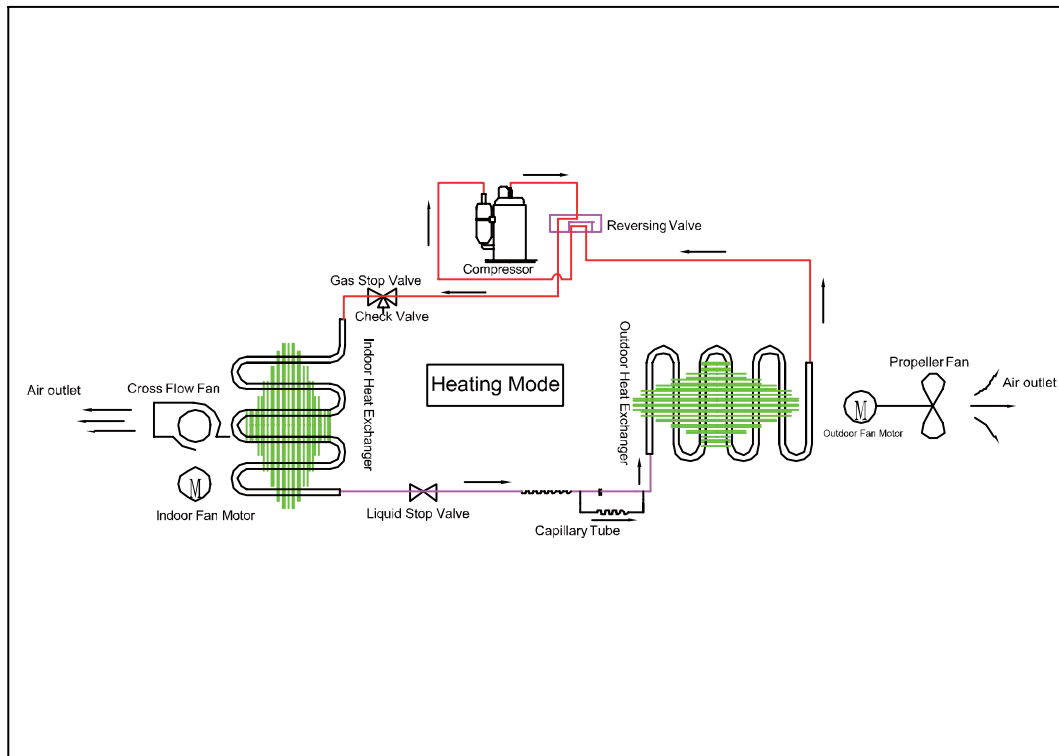 Reversing Valve
Compressor
Gas Stop Valve
Check Valve
Indoor Heat Exchanger
Outdoor Heat Exchanger
Heating Mode
Propeller Fan
Air outlet
Cross Flow Fan
Air outlet
M
Outdoor Fan Motor
M
Indoor Fan Motor
Liquid Stop Valve
Capillary Tube